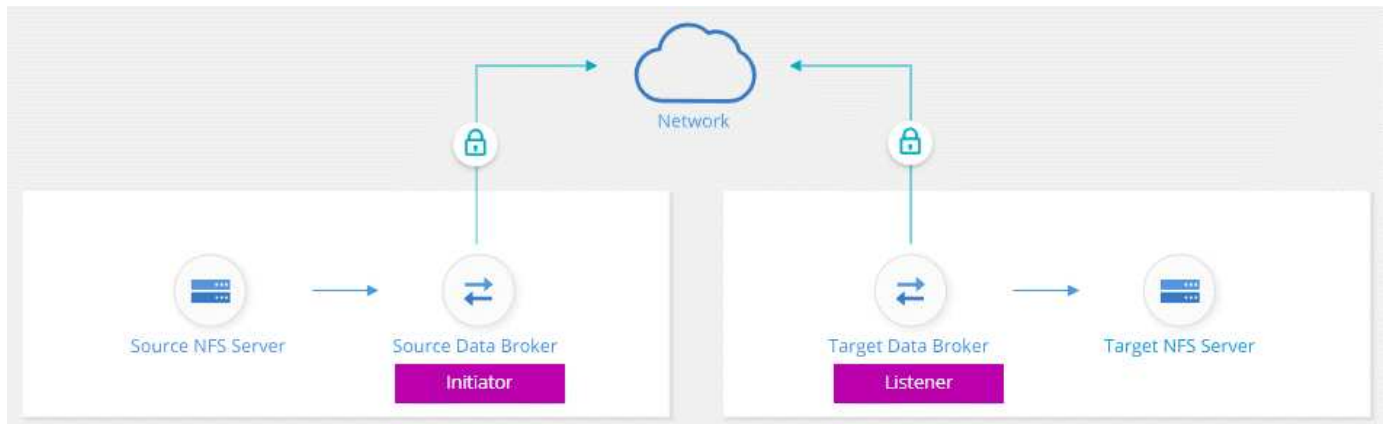 Network
Source NFS Server
Source Data Broker
Target Data Broker
Target NFS Server
Initiator
Listener